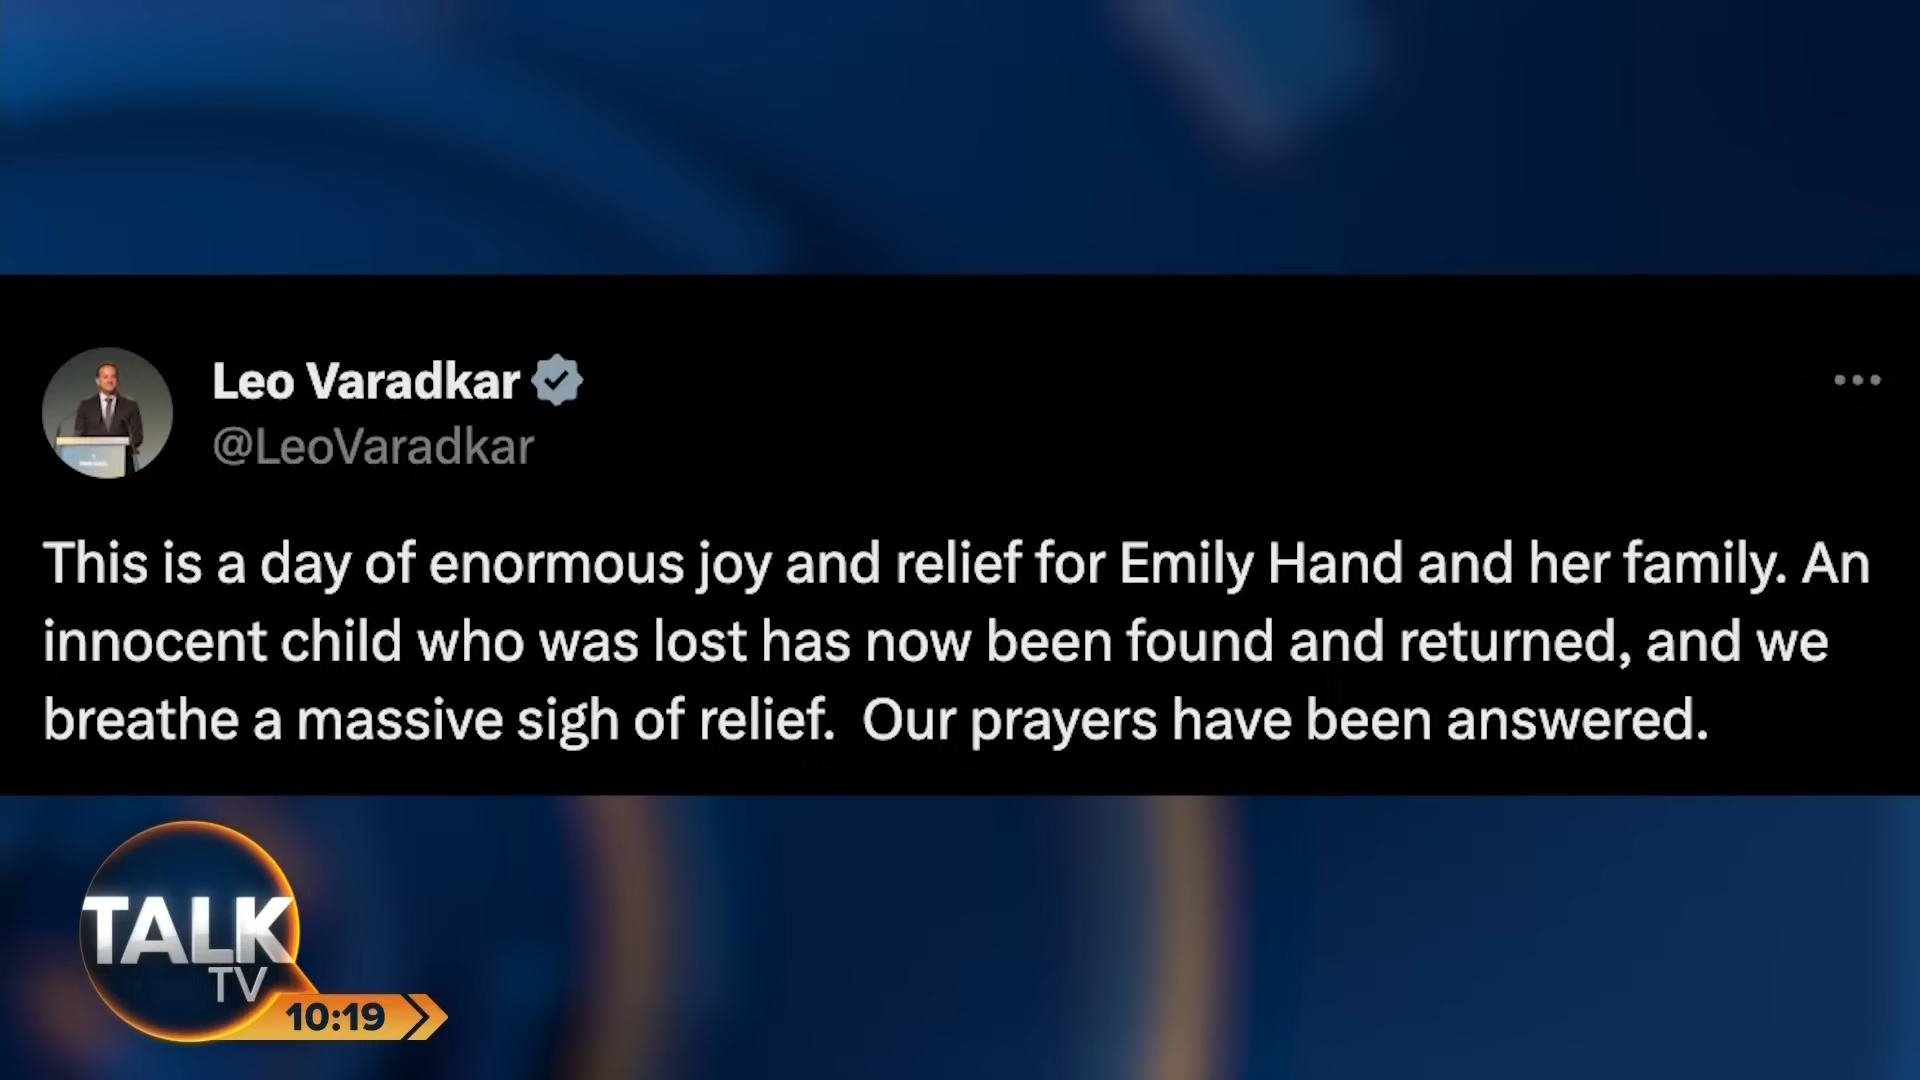 Leo Varadkar
@LeoVaradkar
This is a day of enormous joy and relief for Emily Hand and her family. An
innocent child who was lost has now been found and returned, and we
breathe a massive sigh of relief.  Our prayers have been answered.
TALK
TV
10:19